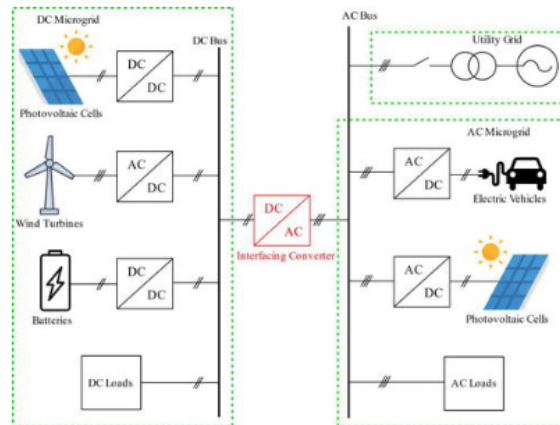 DC Microgrid
DC Bus
DC
DC
Photovoltaic Cells
AC
DC
Wind Turbines
DC
DC
Batteries
DC Loads
DC
AC
Interfacing Converter
AC Bus
Utility Grid
AC Microgrid
AC
DC
Electric Vehicles
AC
DC
Photovoltaic Cells
AC Loads